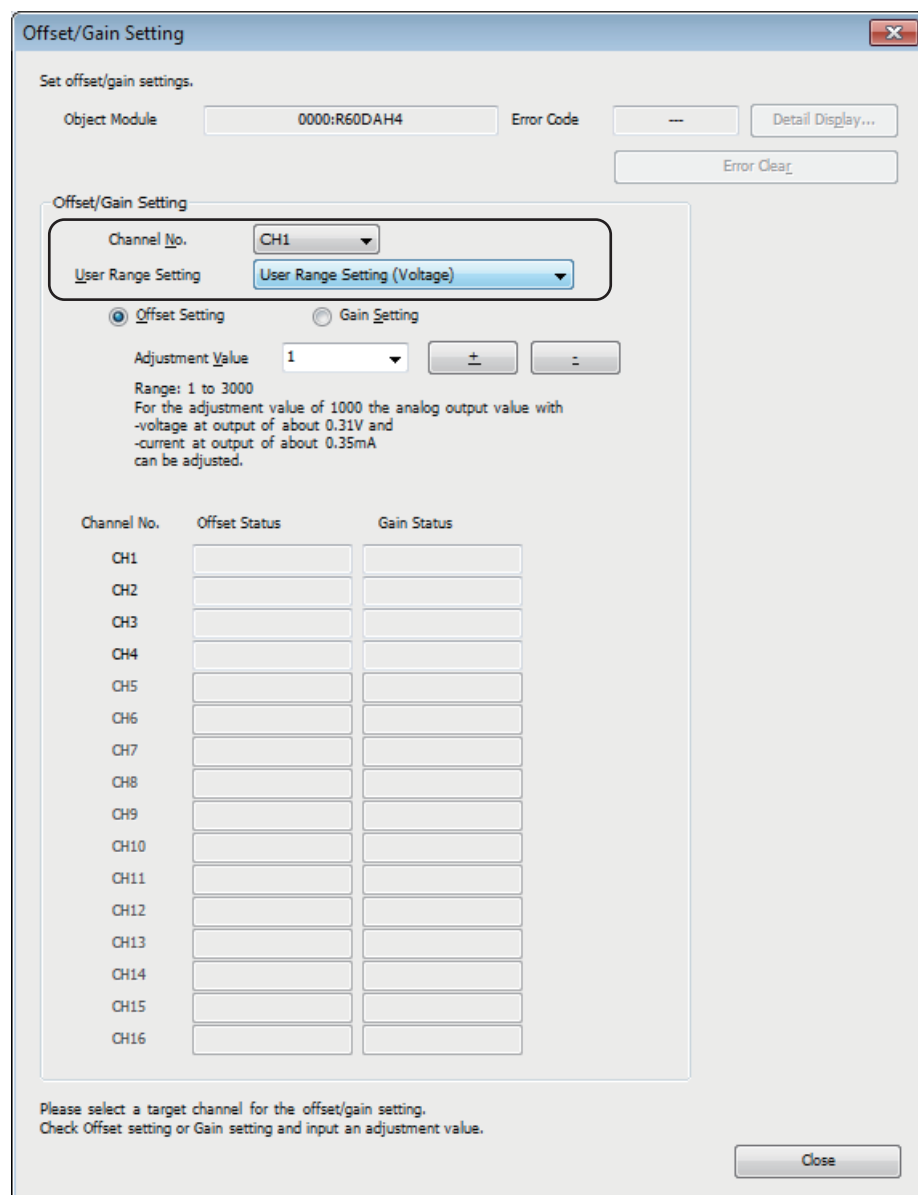 Offset/Gain Setting
Set offset/gain settings.
Object Module 0000:R60DAH4 Error Code --- Detail Display...
Error Clear
Offset/Gain Setting
Channel No. CH1
User Range Setting User Range Setting (Voltage)
Offset Setting Gain Setting
Adjustment Value 1 + -
Range: 1 to 3000
For the adjustment value of 1000 the analog output value with
-voltage at output of about 0.31V and
-current at output of about 0.35mA
can be adjusted.
Channel No. Offset Status Gain Status
CH1
CH2
CH3
CH4
CH5
CH6
CH7
CH8
CH9
CH10
CH11
CH12
CH13
CH14
CH15
CH16
Please select a target channel for the offset/gain setting.
Check Offset setting or Gain setting and input an adjustment value.
Close